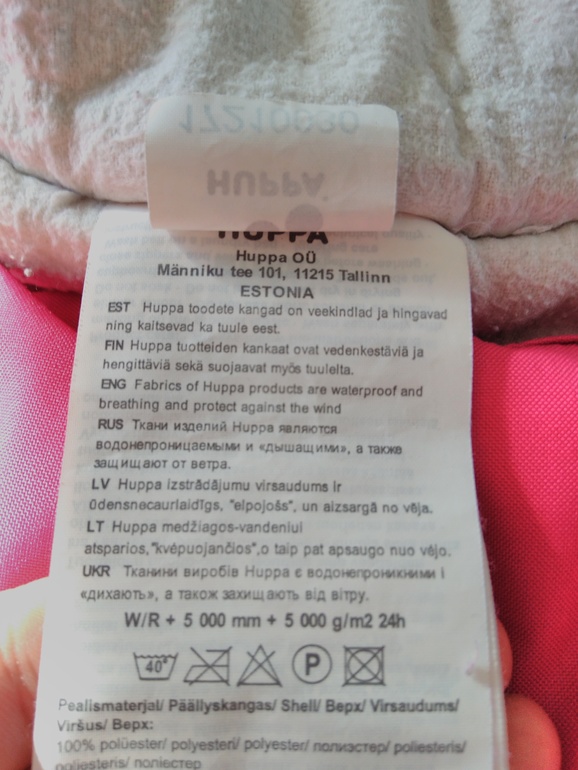 17210030
HUPPA
HUPPA
Huppa OÜ
Männiku tee 101, 11215 Tallinn
ESTONIA
EST Huppa toodete kangad on veekindlad ja hingavad
ning kaitsevad ka tuule eest.
FIN Huppa tuotteiden kankaat ovat vedenkestäviä ja
hengittäviä sekä suojaavat myös tuulelta.
ENG Fabrics of Huppa products are waterproof and
breathing and protect against the wind
RUS Ткани изделий Huppa являются
водонепроницаемыми и «дышащими», а также
защищают от ветра.
LV Huppa izstrādājumu virsaudums ir
ūdensnecaurlaidīgs, "elpojošs", un aizsargā no vēja.
LT Huppa medžiagos-vandeniui
atsparios,"kvėpuojančios",o taip pat apsaugo nuo vėjo.
UKR Тканини виробів Huppa є водонепроникними і
«дихають», а також захищають від вітру.
W/R + 5 000 mm + 5 000 g/m2 24h
40° P
Pealismaterjal/ Päällyskangas/ Shell/ Верх/ Virsaudums/
Viršus/ Верх:
100% polüester/ polyesteri/ polyester/ полиэстер/ poliesteris/
poliesteris/ поліестер